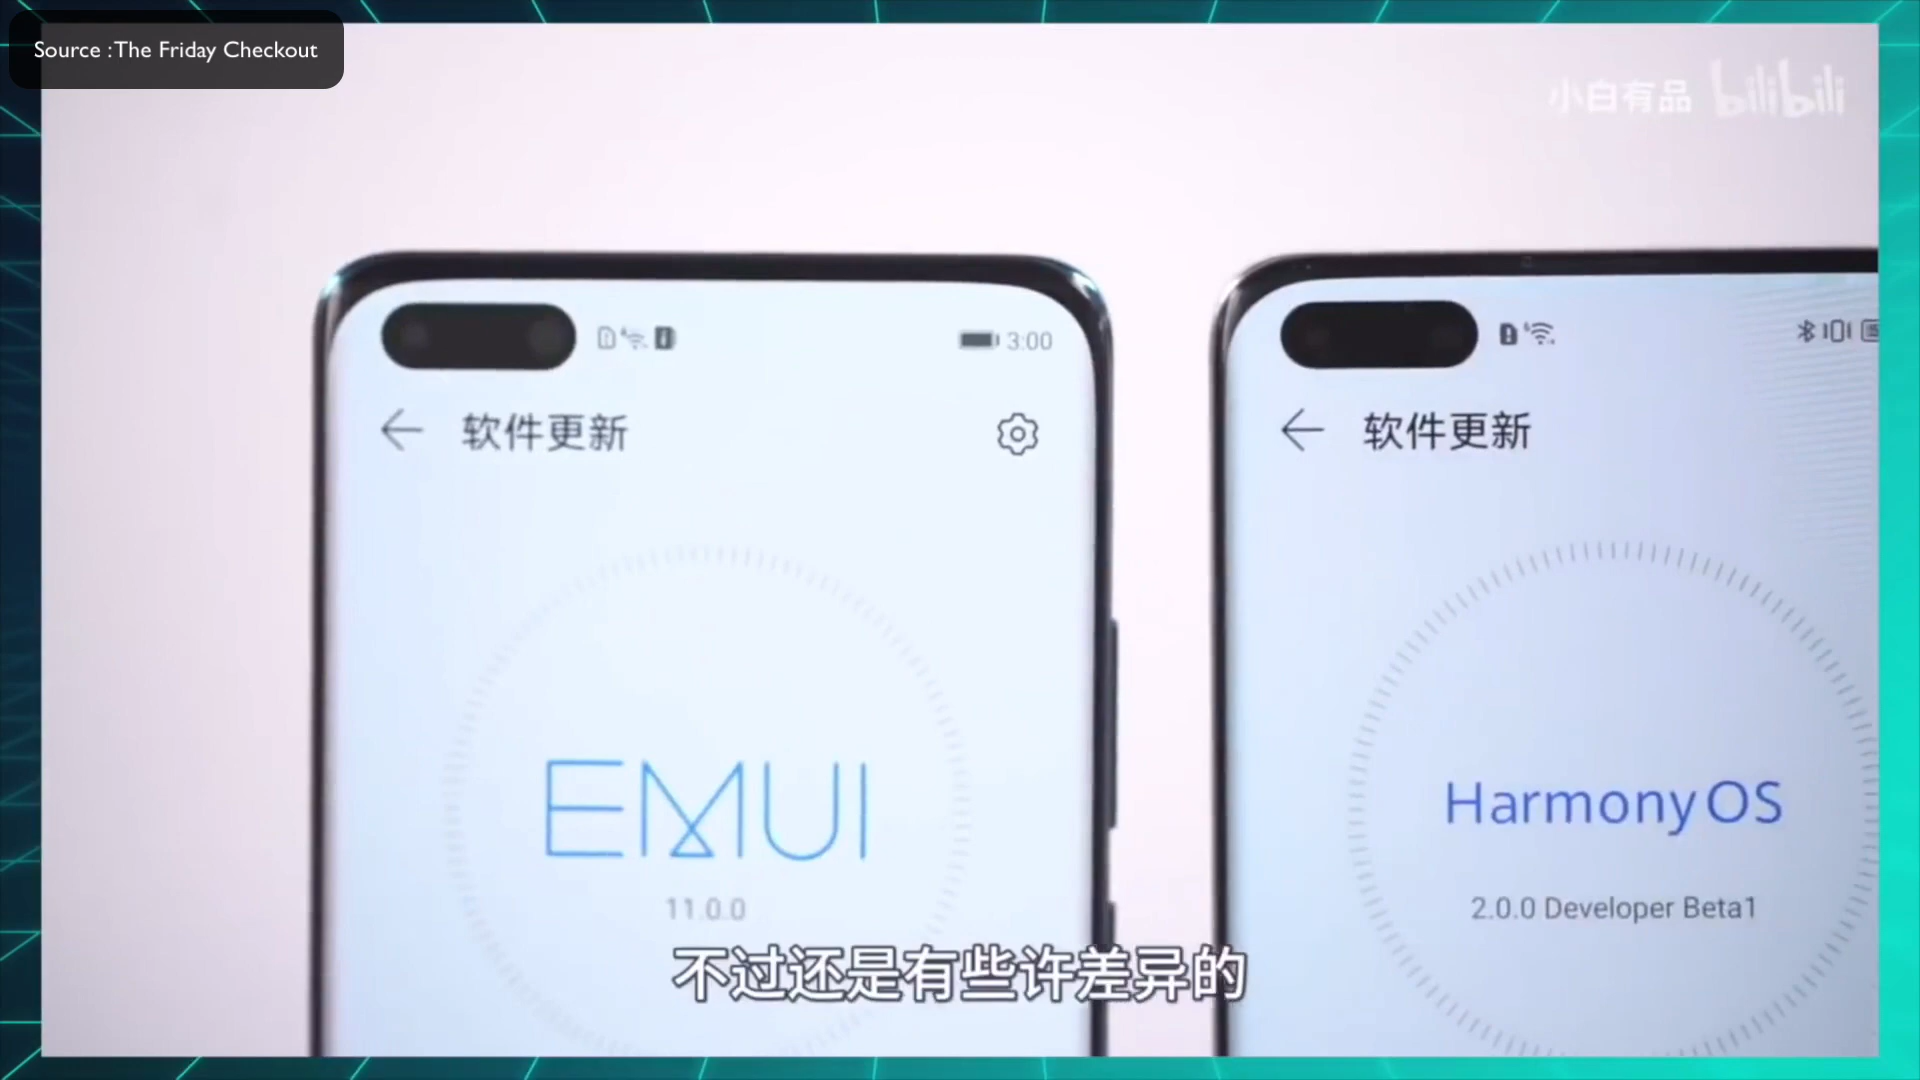 Source :The Friday Checkout
小白有品 bilibili
3:00
软件更新
软件更新
EMUI
11.0.0
HarmonyOS
2.0.0 Developer Beta1
不过还是有些许差异的